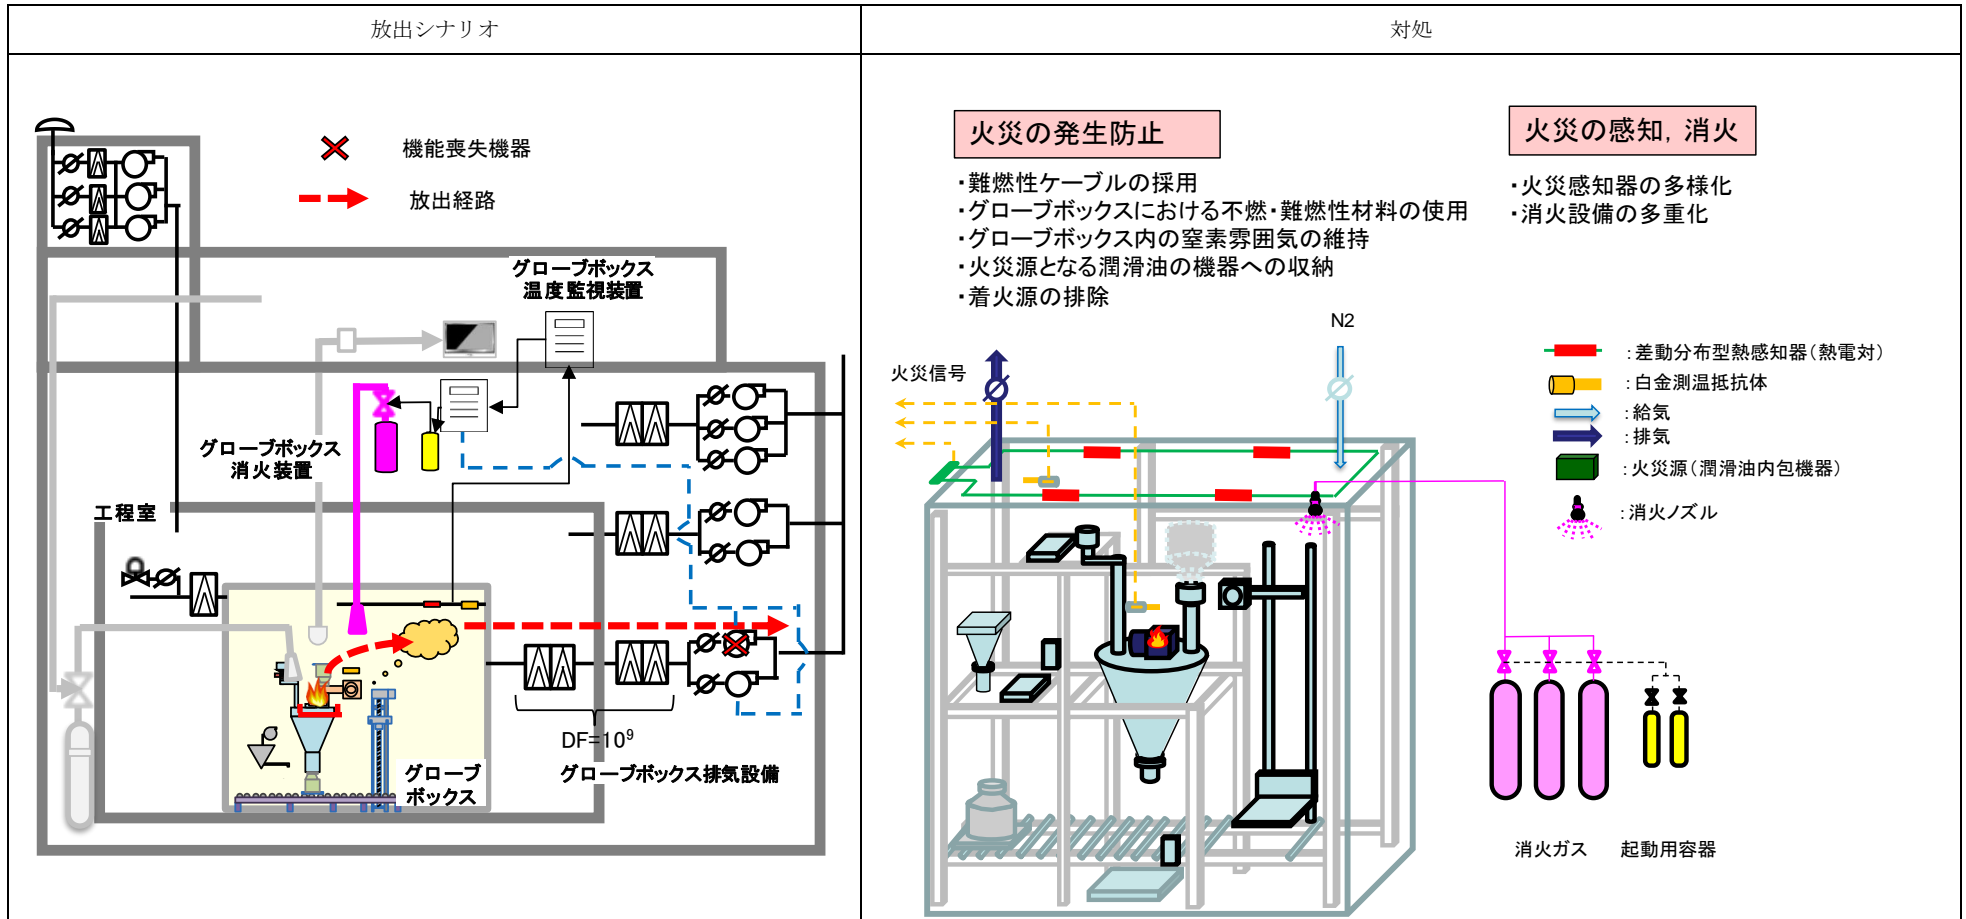 放出シナリオ
対処
機能喪失機器
放出経路
グローブボックス
温度監視装置
グローブボックス
消火装置
工程室
グローブ
ボックス
DF=10⁹
グローブボックス排気設備
火災の発生防止
・難燃性ケーブルの採用
・グローブボックスにおける不燃・難燃性材料の使用
・グローブボックス内の窒素雰囲気の維持
・火災源となる潤滑油の機器への収納
・着火源の排除
火災の感知，消火
・火災感知器の多様化
・消火設備の多重化
N2
火災信号
：差動分布型熱感知器（熱電対）
：白金測温抵抗体
：給気
：排気
：火災源（潤滑油内包機器）
：消火ノズル
消火ガス
起動用容器